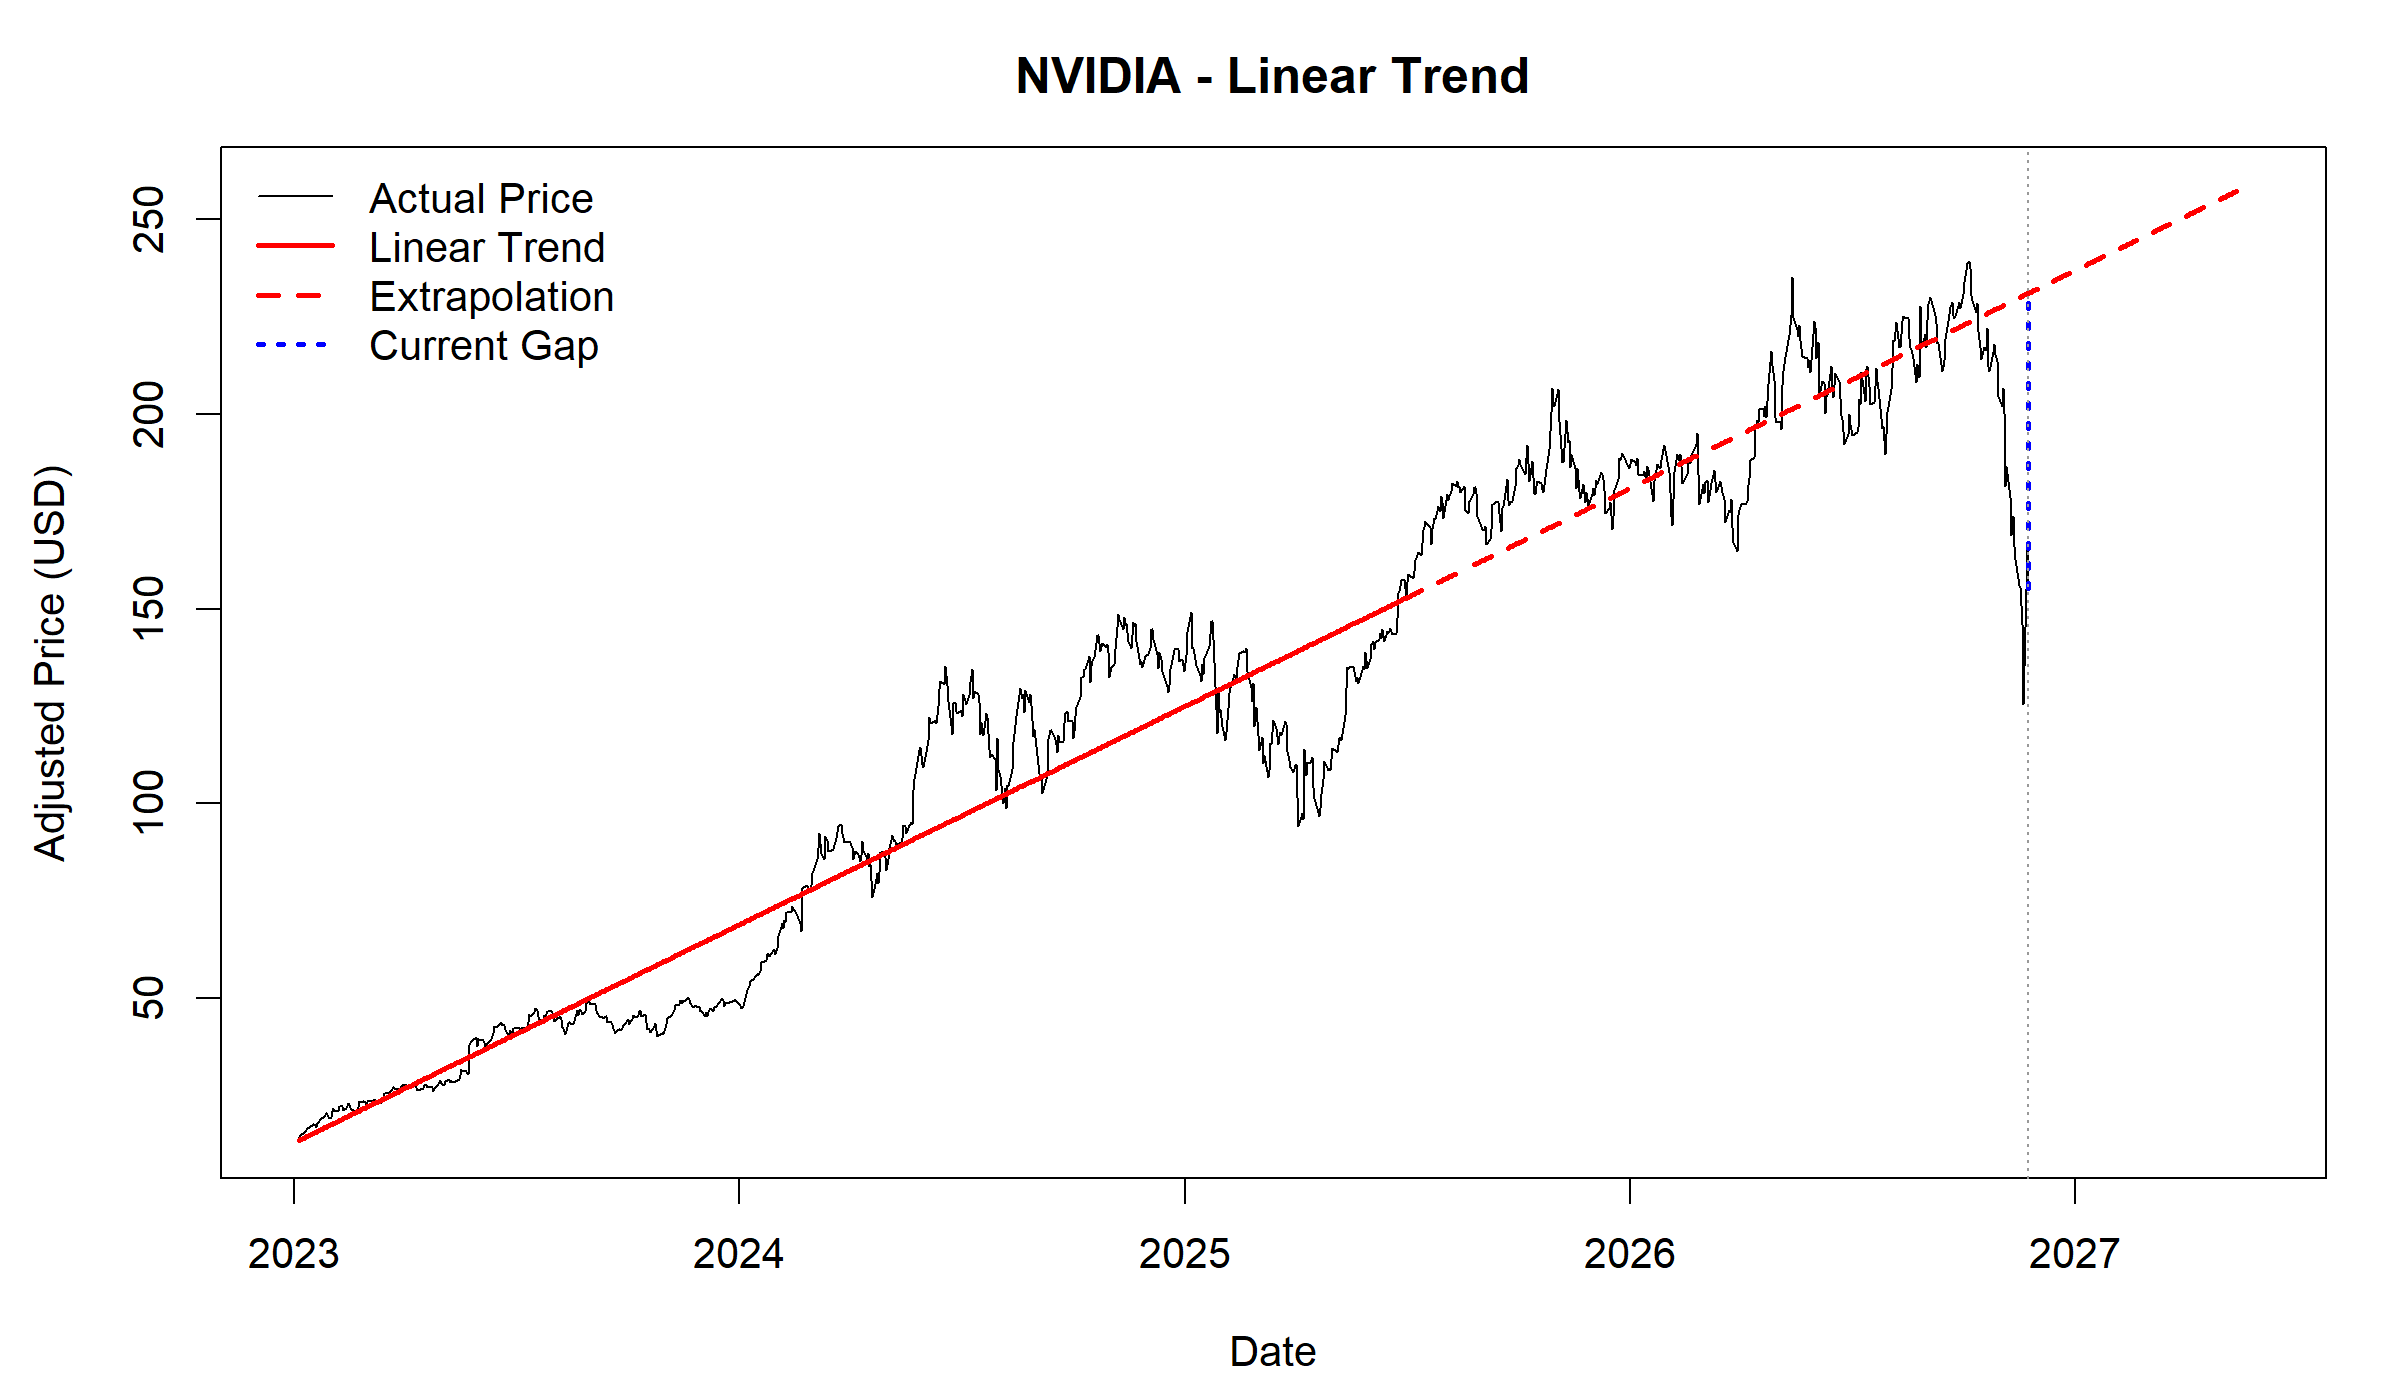 NVIDIA - Linear Trend
Actual Price
Linear Trend
Extrapolation
Current Gap
Adjusted Price (USD)
250
200
150
100
50
2023 2024 2025 2026 2027
Date